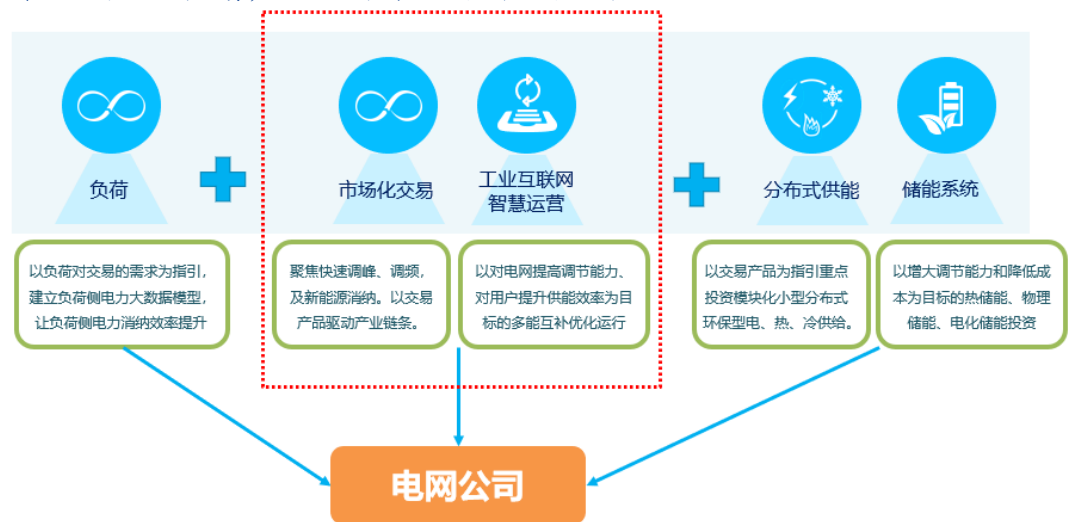 负荷
市场化交易
工业互联网
智慧运营
分布式供能
储能系统
以负荷对交易的需求为指引，
建立负荷侧电力大数据模型，
让负荷侧电力消纳效率提升
聚焦快速调峰、调频，
及新能源消纳。以交易
产品驱动产业链条。
以对电网提高调节能力、
对用户提升供能效率为目
标的多能互补优化运行
以交易产品为指引重点
投资模块化小型分布式
环保型电、热、冷供给。
以增大调节能力和降低成
本为目标的热储能、物理
储能、电化储能投资
电网公司